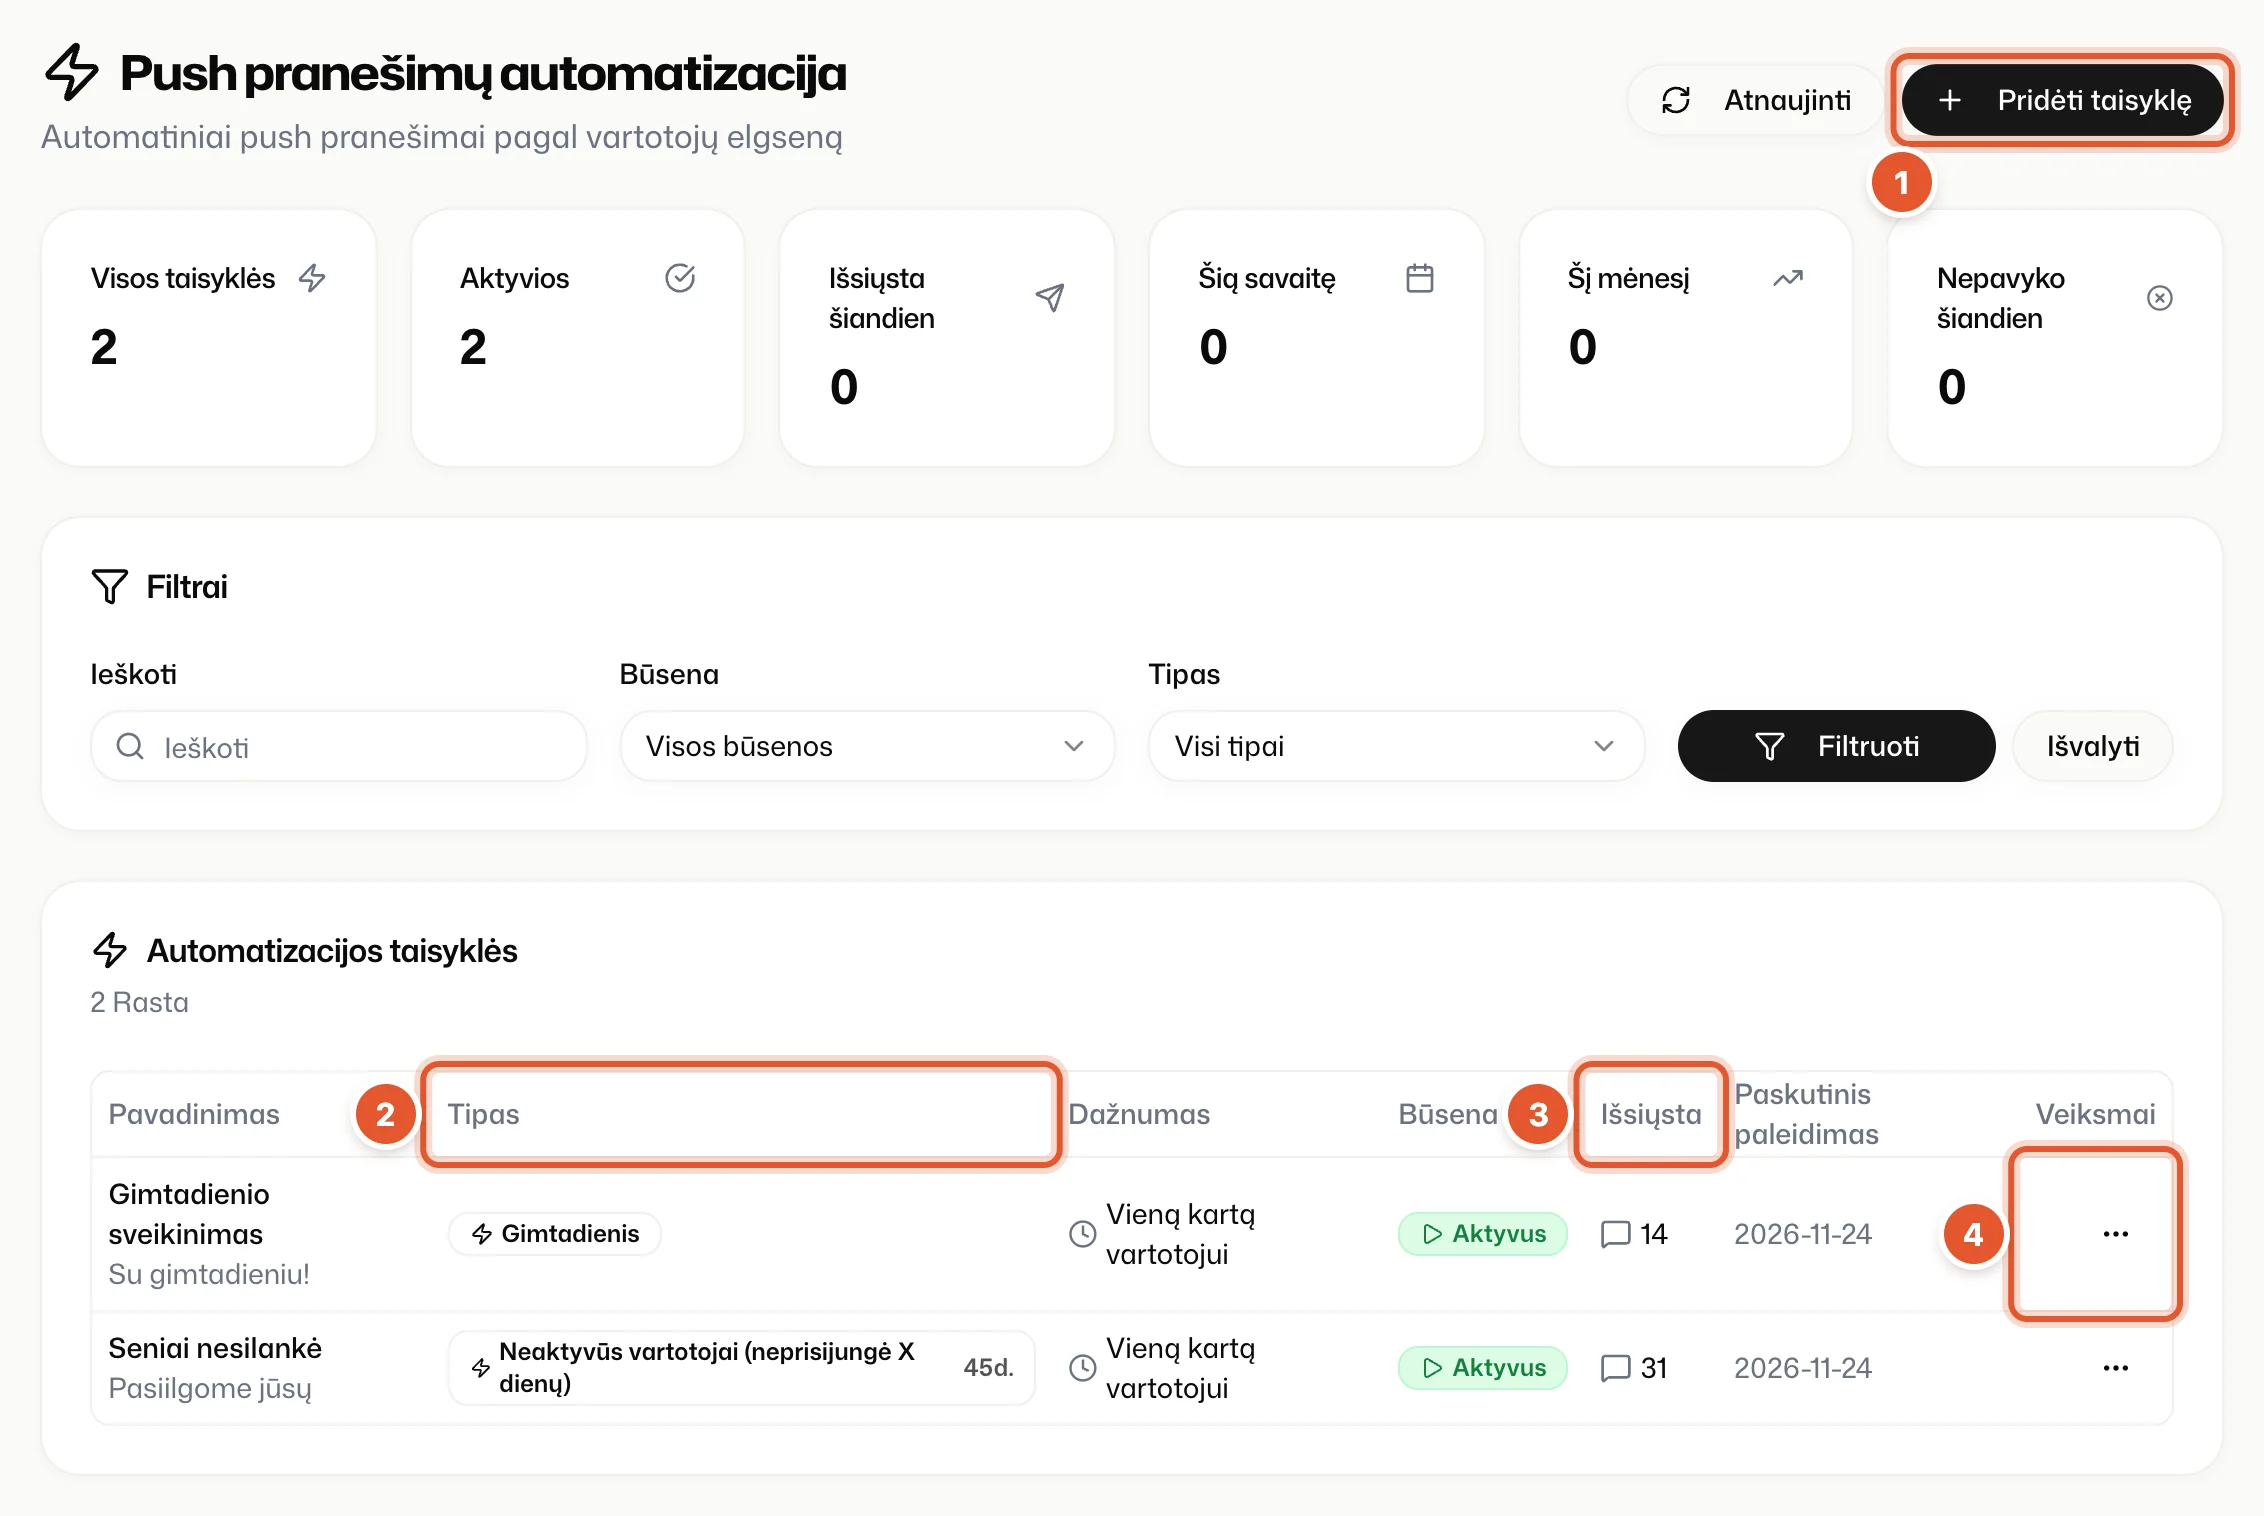 Push pranešimų automatizacija
Automatiniai push pranešimai pagal vartotojų elgseną
Atnaujinti
Pridėti taisyklę
1
Visos taisyklės
2
Aktyvios
2
Išsiųsta
šiandien
0
Šią savaitę
0
Šį mėnesį
0
Nepavyko
šiandien
0
Filtrai
Ieškoti
Būsena
Tipas
Ieškoti
Visos būsenos
Visi tipai
Filtruoti
Išvalyti
Automatizacijos taisyklės
2 Rasta
Pavadinimas
2
Tipas
Dažnumas
Būsena
3
Išsiųsta
Paskutinis
paleidimas
Veiksmai
Gimtadienio
sveikinimas
Su gimtadieniu!
Gimtadienis
Vieną kartą
vartotojui
Aktyvus
14
2026-11-24
4
Seniai nesilankė
Pasiilgome jūsų
Neaktyvūs vartotojai (neprisijungė X
dienų)
45d.
Vieną kartą
vartotojui
Aktyvus
31
2026-11-24